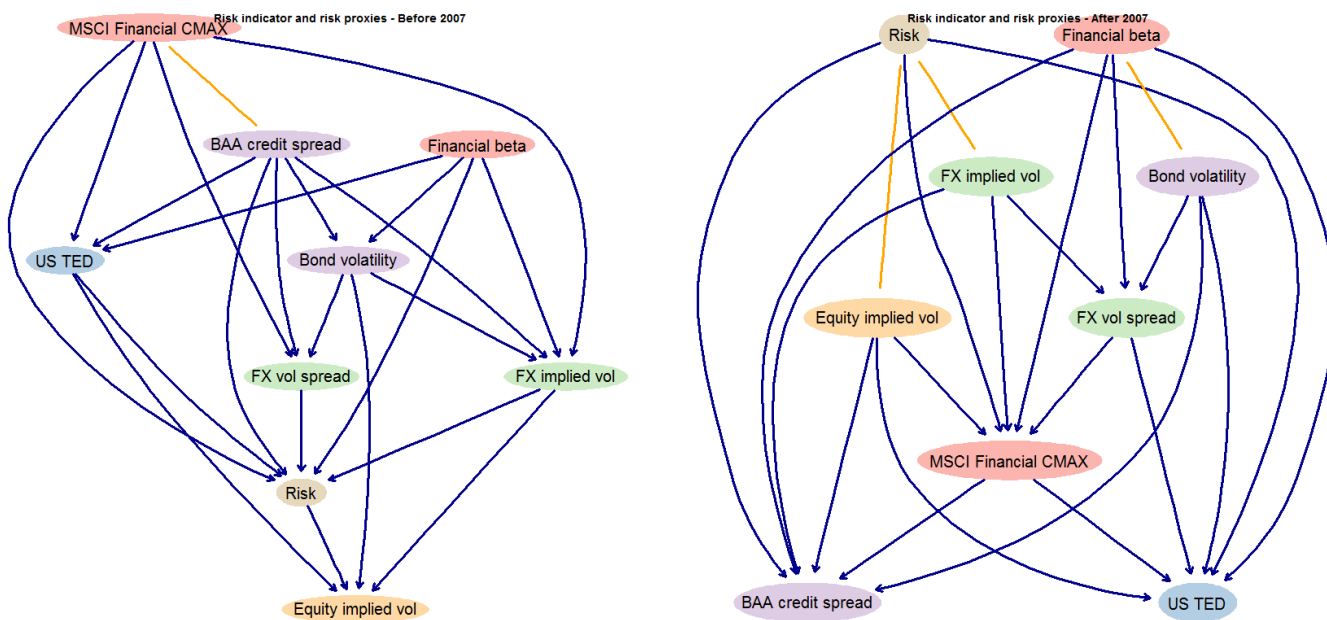 Risk indicator and risk proxies - Before 2007
MSCI Financial CMAX
BAA credit spread
Financial beta
US TED
Bond volatility
FX vol spread
FX implied vol
Risk
Equity implied vol
Risk indicator and risk proxies - After 2007
Risk
Financial beta
FX implied vol
Bond volatility
Equity implied vol
FX vol spread
MSCI Financial CMAX
BAA credit spread
US TED